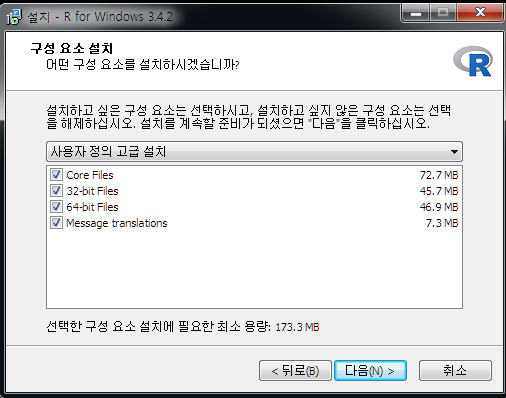 설치 - R for Windows 3.4.2
구성 요소 설치
어떤 구성 요소를 설치하시겠습니까?
R
설치하고 싶은 구성 요소는 선택하시고, 설치하고 싶지 않은 구성 요소는 선택
을 해제하십시오. 설치를 계속할 준비가 되셨으면 "다음"을 클릭하십시오.
사용자 정의 고급 설치
Core Files 72.7 MB
32-bit Files 45.7 MB
64-bit Files 46.9 MB
Message translations 7.3 MB
선택한 구성 요소 설치에 필요한 최소 용량: 173.3 MB
< 뒤로(B) 다음(N) > 취소